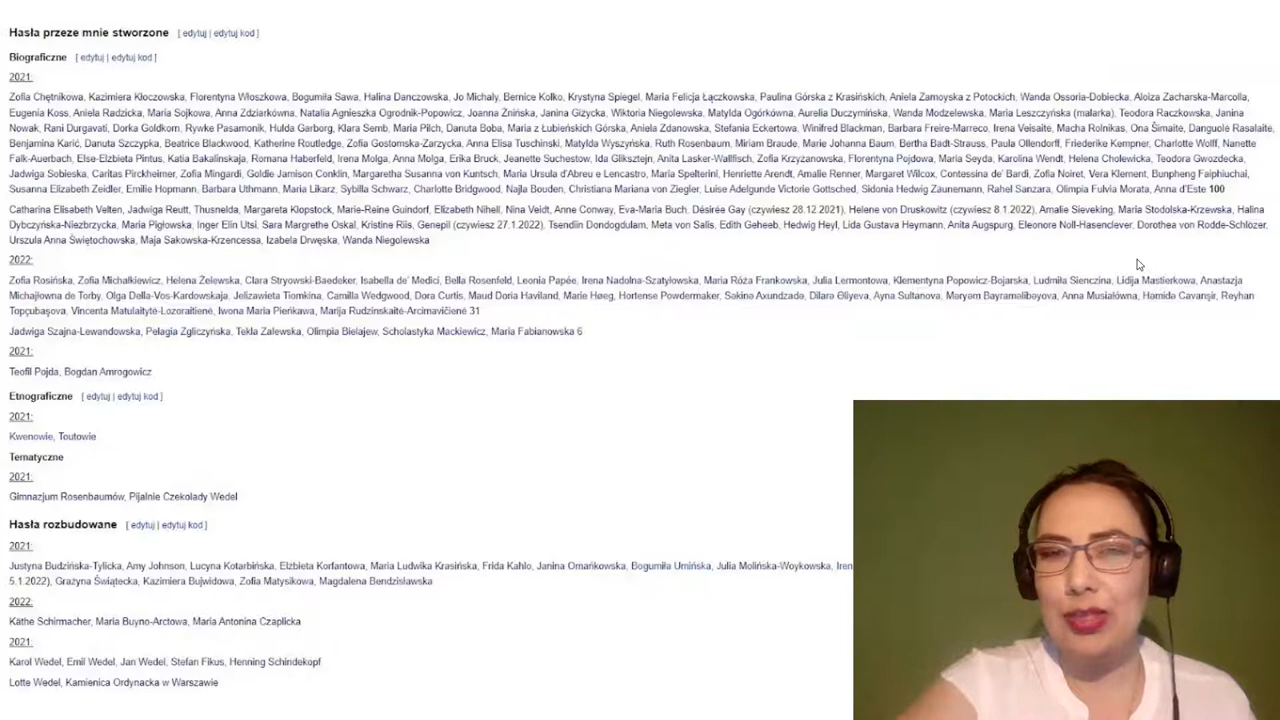 Hasła przeze mnie stworzone [ edytuj | edytuj kod ]
Biograficzne [ edytuj | edytuj kod ]
2021:
Zofia Chętnikowa, Kazimiera Kłoczowska, Florentyna Włoszkowa, Bogumiła Sawa, Halina Danczowska, Jo Michaly, Bernice Kolko, Krystyna Spiegel, Maria Felicja Łączkowska, Paulina Górska z Krasińskich, Aniela Zamoyska z Potockich, Wanda Ossoria-Dobiecka, Aloiza Zacharska-Marcolla,
Eugenia Koss, Aniela Radzicka, Maria Sojkowa, Anna Zdziarkówna, Natalia Agnieszka Ogrodnik-Popowicz, Joanna Żnińska, Janina Giżycka, Wiktoria Niegolewska, Matylda Ogórkówna, Aurelia Duczymińska, Wanda Modzelewska, Maria Leszczyńska (malarka), Teodora Raczkowska, Janina
Nowak, Rani Durgavati, Dorka Goldkorn, Rywke Pasamonik, Hulda Garborg, Klara Semb, Maria Pilch, Danuta Boba, Maria z Łubieńskich Górska, Aniela Zdanowska, Stefania Eckertowa, Winifred Blackman, Barbara Freire-Marreco, Irena Veisaitė, Macha Rolnikas, Ona Šimaitė, Danguolė Rasalaitė,
Benjamina Karić, Danuta Szczypka, Beatrice Blackwood, Katherine Routledge, Zofia Gostomska-Zarzycka, Anna Elisa Tuschinski, Matylda Wyszyńska, Ruth Rosenbaum, Miriam Braude, Marie Johanna Baum, Bertha Badt-Strauss, Paula Ollendorff, Friederike Kempner, Charlotte Wolff, Nanette
Falk-Auerbach, Else-Elżbieta Pintus, Katia Bakalinskaja, Romana Haberfeld, Irena Molga, Anna Molga, Erika Bruck, Jeanette Suchestow, Ida Gliksztejn, Anita Lasker-Wallfisch, Zofia Krzyżanowska, Florentyna Pojdowa, Maria Seyda, Karolina Wendt, Helena Cholewicka, Teodora Gwozdecka,
Jadwiga Sobieska, Caritas Pirckheimer, Zofia Mingardi, Goldie Jamison Conklin, Margaretha Susanna von Kuntsch, Maria Ursula d'Abreu e Lencastro, Maria Spelterini, Henriette Arendt, Amalie Renner, Margaret Wilcox, Contessina de' Bardi, Zofia Noiret, Vera Klement, Bunpheng Faiphiuchai,
Susanna Elizabeth Zeidler, Emilie Hopmann, Barbara Uthmann, Maria Likarz, Sybilla Schwarz, Charlotte Bridgwood, Najla Bouden, Christiana Mariana von Ziegler, Luise Adelgunde Victorie Gottsched, Sidonia Hedwig Zäunemann, Rahel Sanzara, Olimpia Fulvia Morata, Anna d'Este 100
Catharina Elisabeth Velten, Jadwiga Reutt, Thusnelda, Margareta Klopstock, Marie-Reine Guindorf, Elizabeth Nihell, Nina Veidt, Anne Conway, Eva-Maria Buch, Désirée Gay (czywiesz 28.12.2021), Helene von Druskowitz (czywiesz 8.1.2022), Amalie Sieveking, Maria Stodolska-Krzewska, Halina
Dybczyńska-Niezbrzycka, Maria Pigłowska, Inger Elin Utsi, Sara Margrethe Oskal, Kristine Riis, Genepil (czywiesz 27.1.2022), Tsendiin Dondogdulam, Meta von Salis, Edith Geheeb, Hedwig Heyl, Lida Gustava Heymann, Anita Augspurg, Eleonore Noll-Hasenclever, Dorothea von Rodde-Schlözer,
Urszula Anna Świętochowska, Maja Sakowska-Krzencessa, Izabela Drwęska, Wanda Niegolewska
2022:
Zofia Rosińska, Zofia Michałkiewicz, Helena Żelewska, Clara Stryowski-Baedeker, Isabella de' Medici, Bella Rosenfeld, Leonia Papée, Irena Nadolna-Szatyłowska, Maria Róża Frankowska, Julia Lermontowa, Klementyna Popowicz-Bojarska, Ludmiła Sienczina, Lidija Mastierkowa, Anastazja
Michajłowna de Torby, Olga Della-Vos-Kardowskaja, Jelizawieta Tiomkina, Camilla Wedgwood, Dora Curtis, Maud Doria Haviland, Marie Høeg, Hortense Powdermaker, Səkinə Axundzadə, Dilarə Əliyeva, Ayna Sultanova, Məryəm Bayraməlibəyova, Anna Musiałówna, Həmidə Cavanşir, Reyhan
Topçubaşova, Vincenta Matulaitytė-Lozoraitienė, Iwona Maria Pieńkawa, Marija Rudzinskaitė-Arcimavičienė 31
Jadwiga Szajna-Lewandowska, Pelagia Zgliczyńska, Tekla Zalewska, Olimpia Bielajew, Scholastyka Mackiewicz, Maria Fabianowska 6
2021:
Teofil Pojda, Bogdan Amrogowicz
Etnograficzne [ edytuj | edytuj kod ]
2021:
Kwenowie, Toutowie
Tematyczne
2021:
Gimnazjum Rosenbaumów, Pijalnie Czekolady Wedel
Hasła rozbudowane [ edytuj | edytuj kod ]
2021:
Justyna Budzińska-Tylicka, Amy Johnson, Lucyna Kotarbińska, Elżbieta Korfantowa, Maria Ludwika Krasińska, Frida Kahlo, Janina Omańkowska, Bogumiła Umińska, Julia Molińska-Woykowska, Iren
5.1.2022), Grażyna Świątecka, Kazimiera Bujwidowa, Zofia Matysikowa, Magdalena Bendzisławska
2022:
Käthe Schirmacher, Maria Buyno-Arctowa, Maria Antonina Czaplicka
2021:
Karol Wedel, Emil Wedel, Jan Wedel, Stefan Fikus, Henning Schindekopf
Lotte Wedel, Kamienica Ordynacka w Warszawie